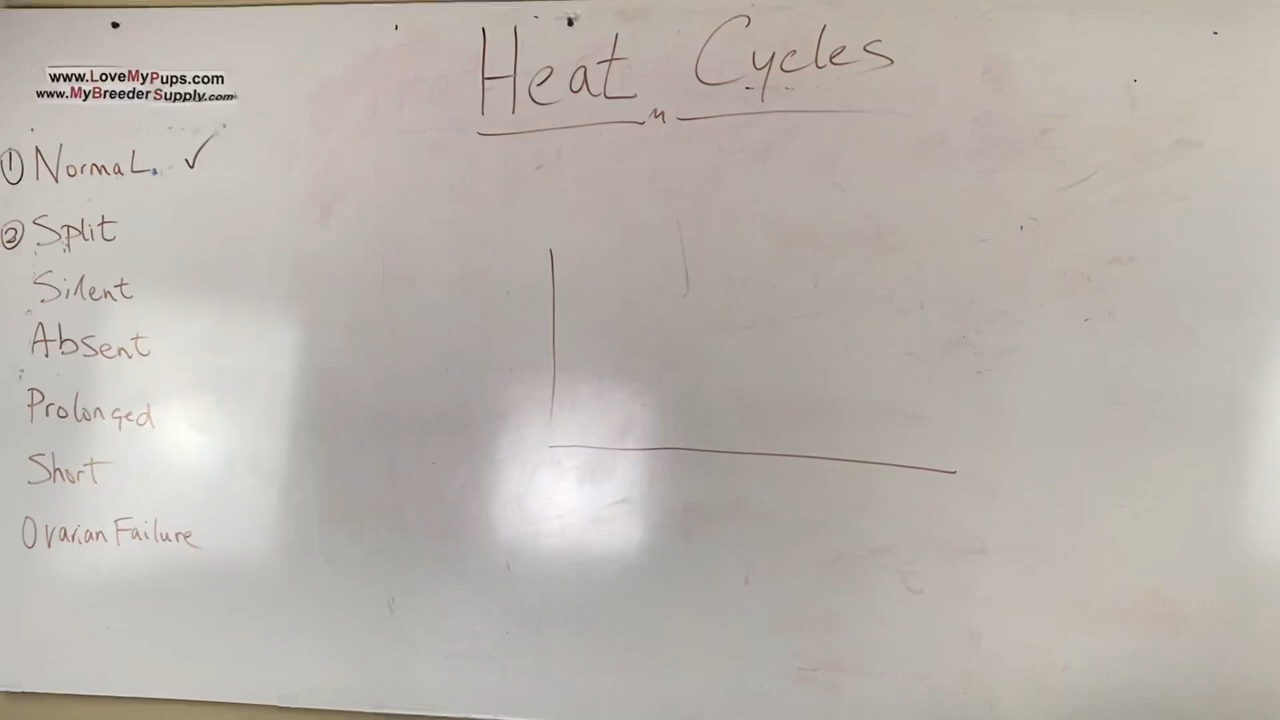 Heat Cycles
www.LoveMyPups.com
www.MyBreederSupply.com
① Normal. ✓
② Split
Silent
Absent
Prolonged
Short
Ovarian Failure